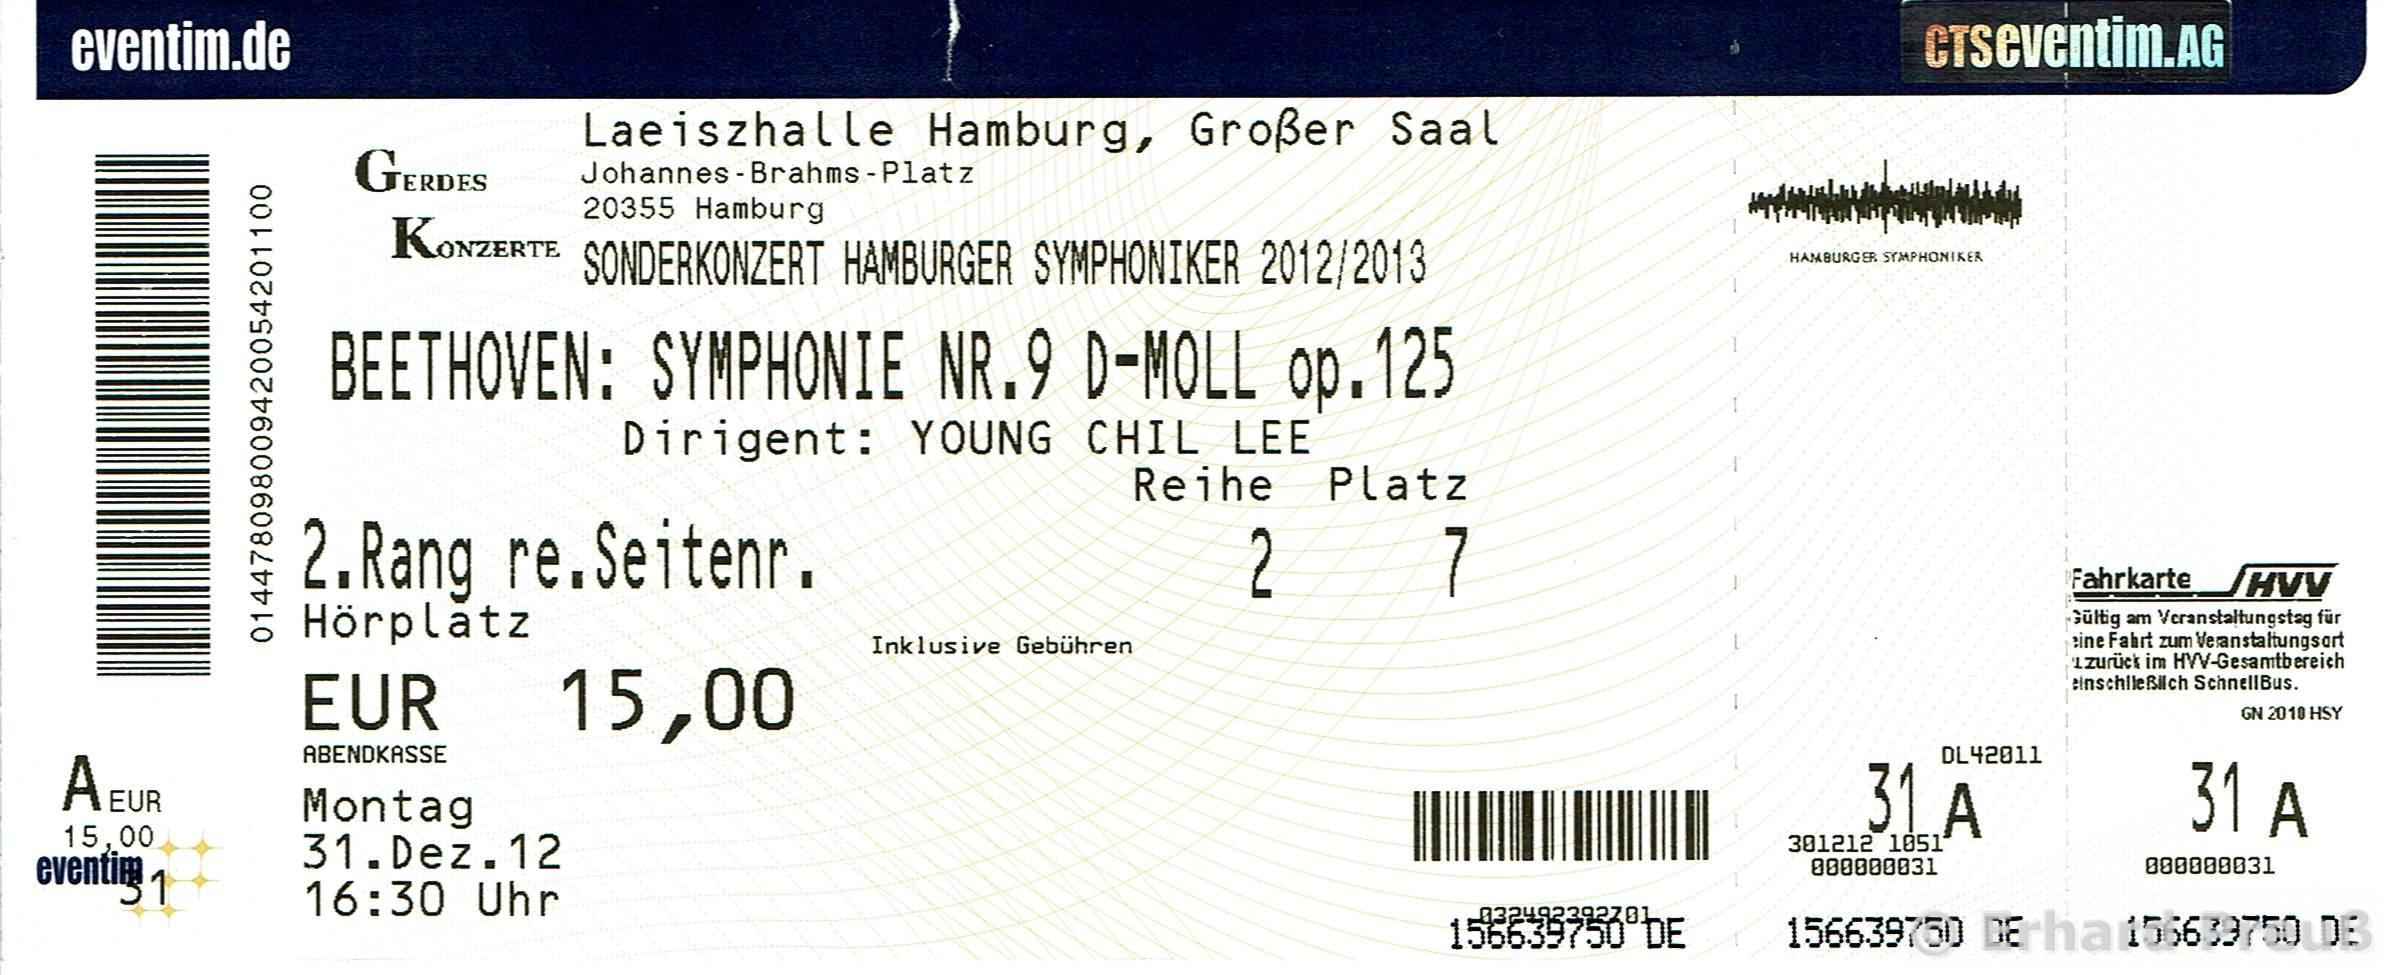 eventim.de
CTSeventim.AG
Laeiszhalle Hamburg, Großer Saal
Johannes-Brahms-Platz
20355 Hamburg
GERDES
KONZERTE
SONDERKONZERT HAMBURGER SYMPHONIKER 2012/2013
BEETHOVEN: SYMPHONIE NR.9 D-MOLL op.125
Dirigent: YOUNG CHIL LEE
Reihe Platz
2.Rang re.Seitenr. 2 7
Hörplatz
Inklusive Gebühren
EUR 15,00
ABENDKASSE
Montag
31.Dez.12
16:30 Uhr
014478098009420054201100
A EUR
15,00
eventim
31
032492392701
156639750 DE
HAMBURGER SYMPHONIKER
DL42011
31 A
301212 1051
000000031
156639750 DE
Fahrkarte HVV
Gültig am Veranstaltungstag für
eine Fahrt zum Veranstaltungsort
u.zurück im HVV-Gesamtbereich
einschließlich SchnellBus.
GN 2010 HSY
31 A
000000031
156639750 DE
© Erhard Preuß